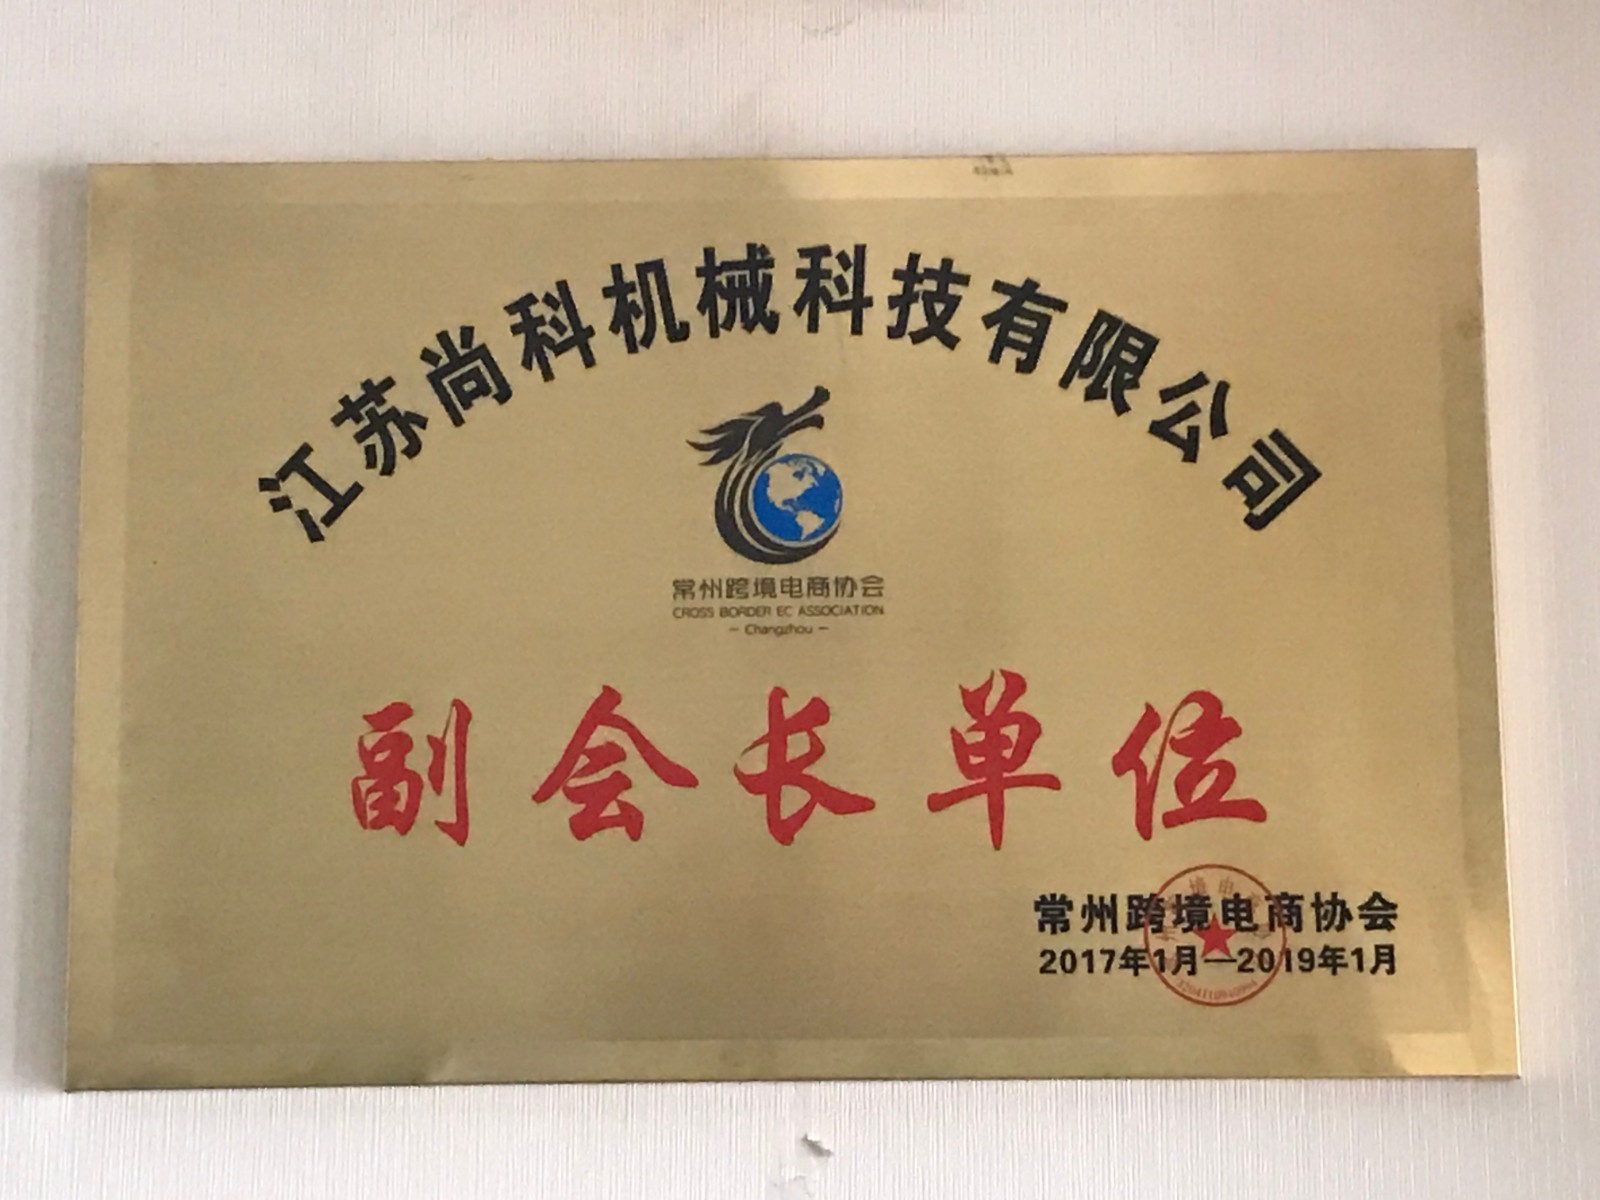 江苏尚科机械科技有限公司
常州跨境电商协会
CROSS BORDER EC ASSOCIATION
- Changzhou -
副会长单位
常州跨境电商协会
2017年1月—2019年1月